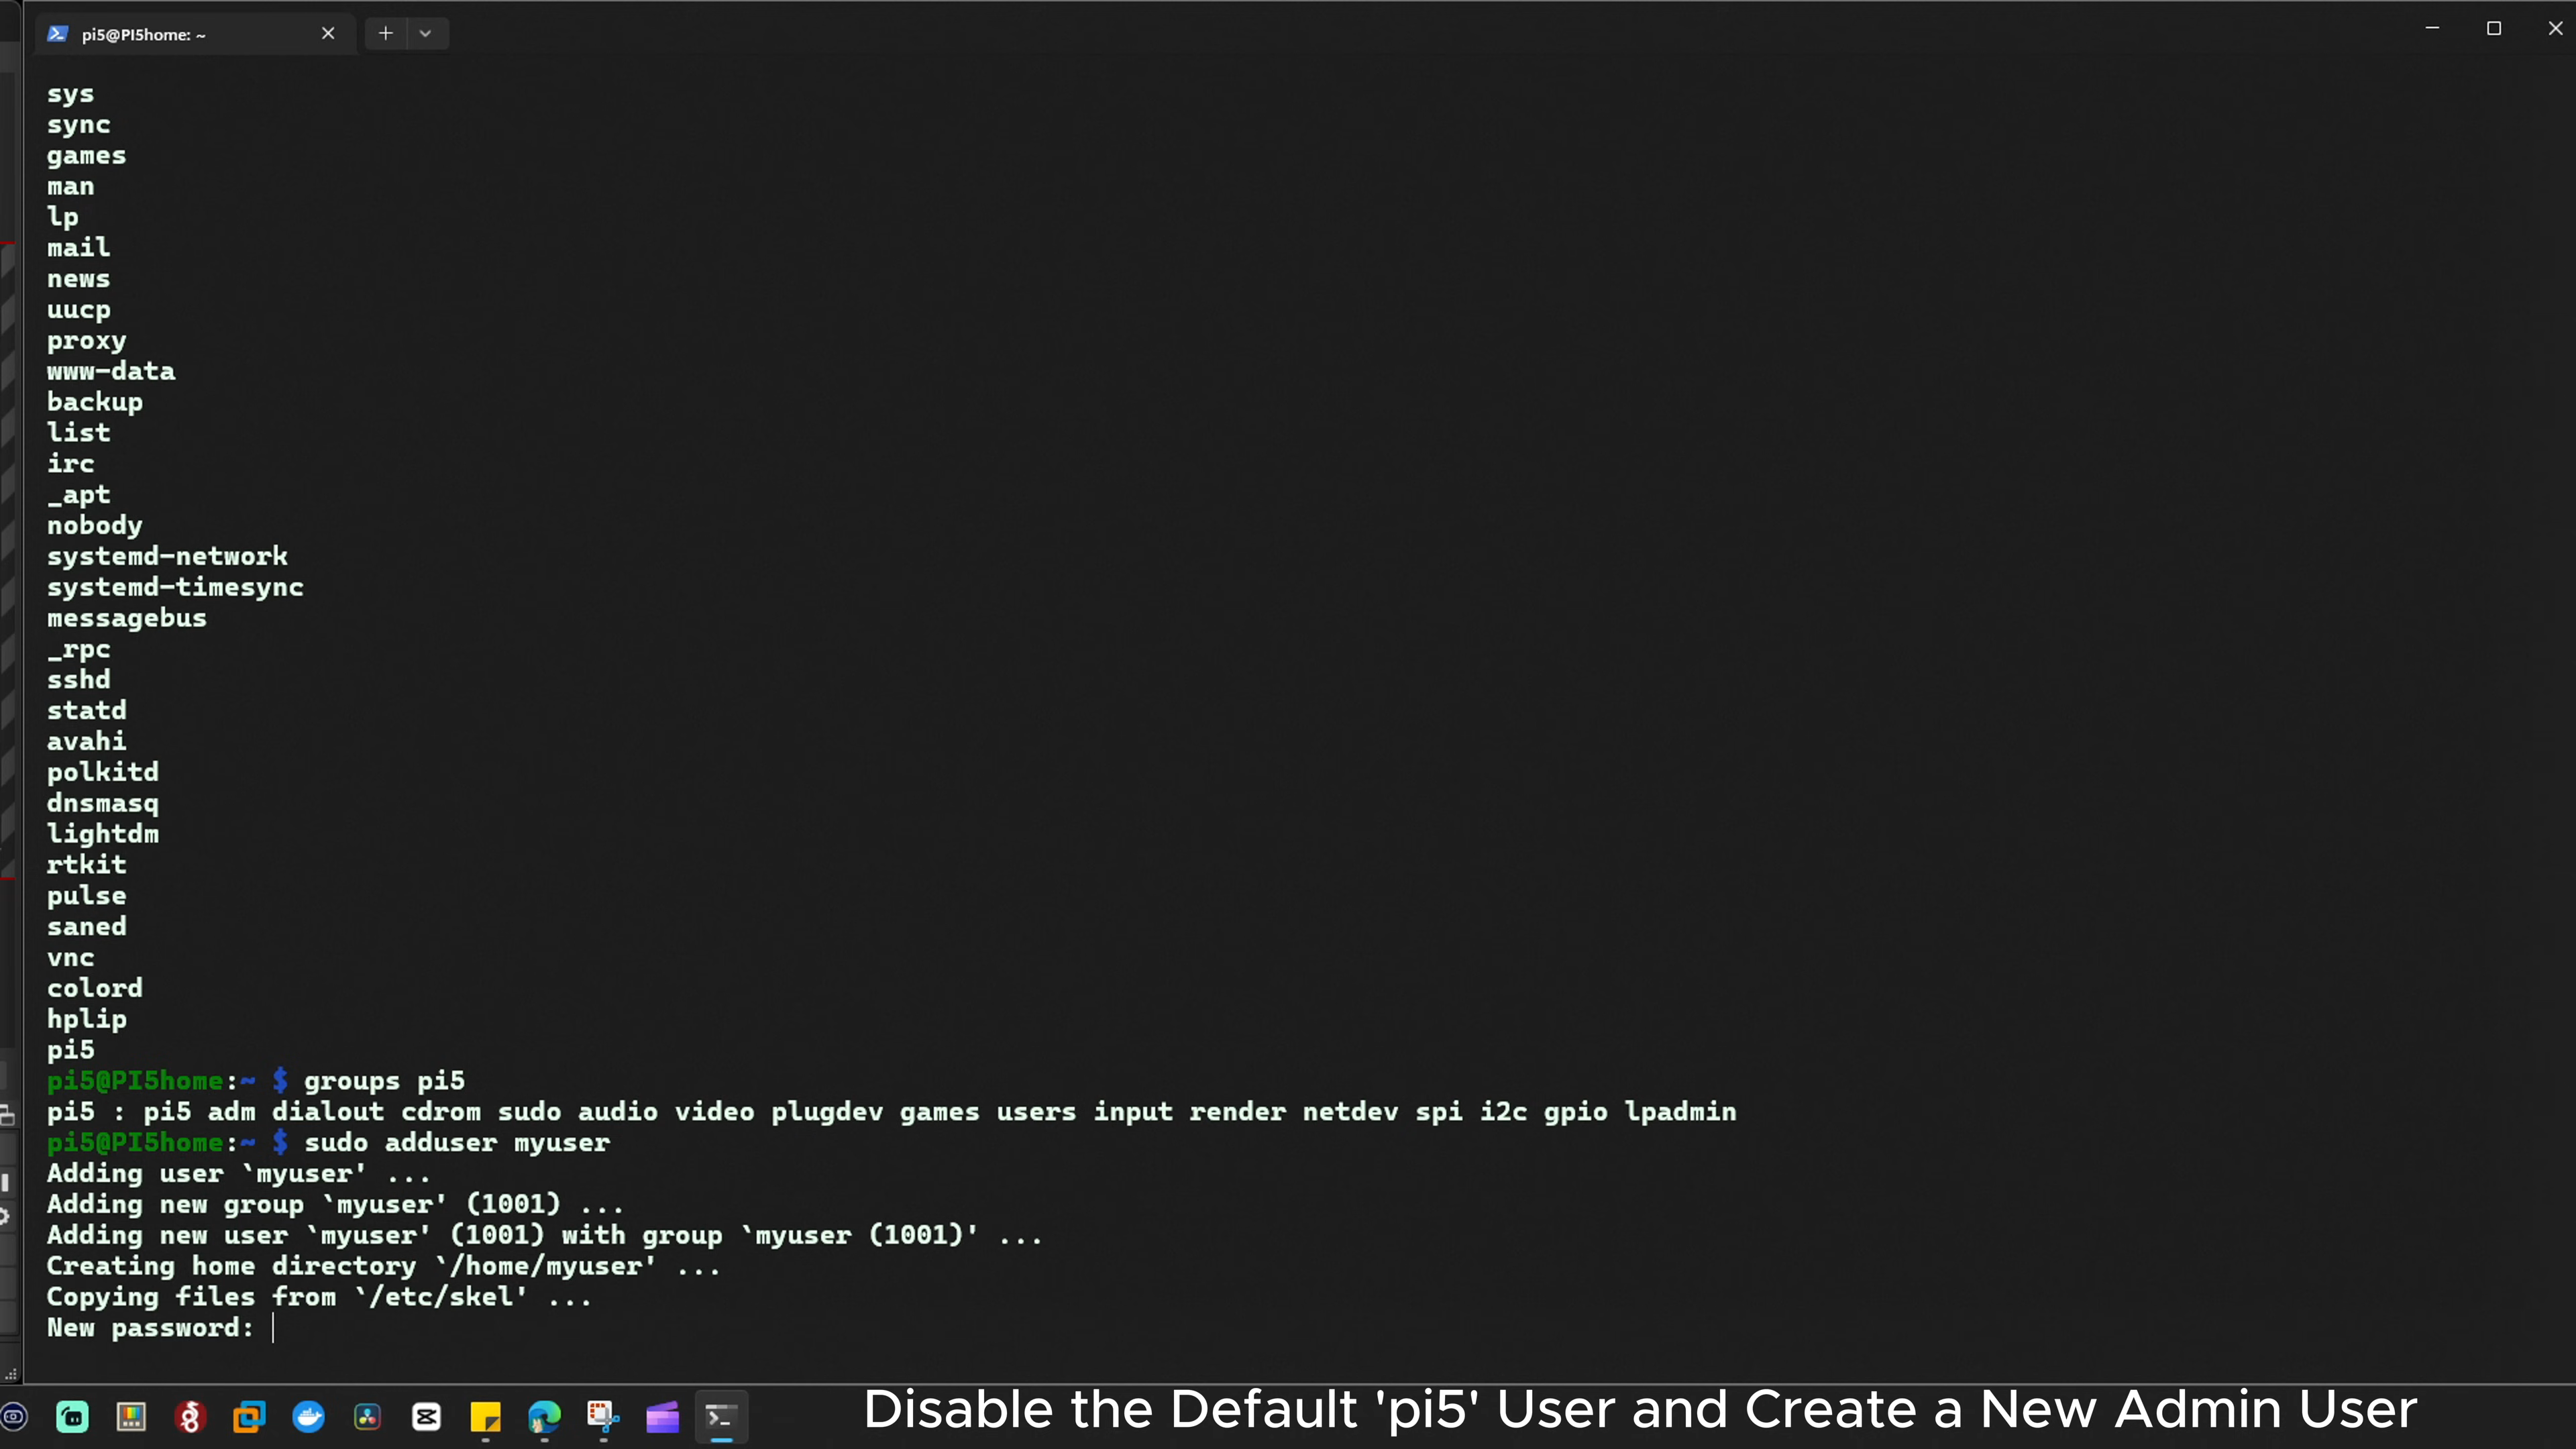 pi5@PI5home: ~
sys
sync
games
man
lp
mail
news
uucp
proxy
www-data
backup
list
irc
_apt
nobody
systemd-network
systemd-timesync
messagebus
_rpc
sshd
statd
avahi
polkitd
dnsmasq
lightdm
rtkit
pulse
saned
vnc
colord
hplip
pi5
pi5@PI5home:~ $ groups pi5
pi5 : pi5 adm dialout cdrom sudo audio video plugdev games users input render netdev spi i2c gpio lpadmin
pi5@PI5home:~ $ sudo adduser myuser
Adding user `myuser' ...
Adding new group `myuser' (1001) ...
Adding new user `myuser' (1001) with group `myuser (1001)' ...
Creating home directory `/home/myuser' ...
Copying files from `/etc/skel' ...
New password:
Disable the Default 'pi5' User and Create a New Admin User